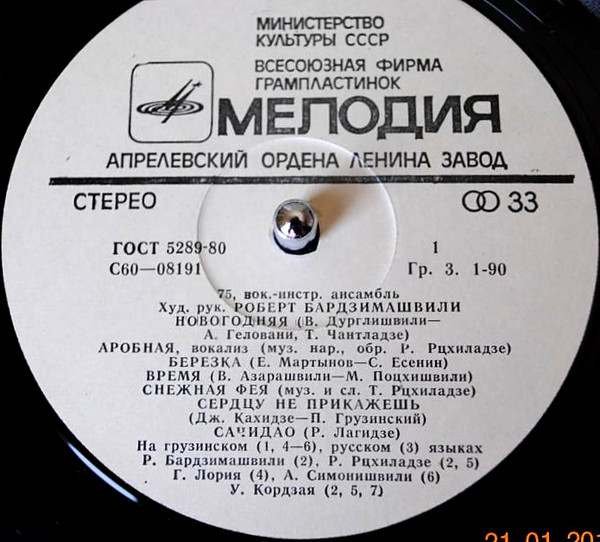 МИНИСТЕРСТВО
КУЛЬТУРЫ СССР
ВСЕСОЮЗНАЯ ФИРМА
ГРАМПЛАСТИНОК
МЕЛОДИЯ
АПРЕЛЕВСКИЙ ОРДЕНА ЛЕНИНА ЗАВОД
СТЕРЕО 33
ГОСТ 5289-80 1
С60—08191 Гр. 3. 1-90
75, вок.-инстр. ансамбль
Худ. рук. РОБЕРТ БАРДЗИМАШВИЛИ
НОВОГОДНЯЯ (В. Дурглишвили—
А. Геловани, Т. Чантладзе)
АРОБНАЯ, вокализ (муз. нар., обр. Р. Рцхиладзе)
БЕРЕЗКА (Е. Мартынов—С. Есенин)
ВРЕМЯ (В. Азарашвили—М. Поцхишвили)
СНЕЖНАЯ ФЕЯ (муз. и сл. Т. Рцхиладзе)
СЕРДЦУ НЕ ПРИКАЖЕШЬ
(Дж. Кахидзе—П. Грузинский)
САЧИДАО (Р. Лагидзе)
На грузинском (1, 4—6), русском (3) языках
Р. Бардзимашвили (2), Р. Рцхиладзе (2, 5)
Г. Лория (4), А. Симонишвили (6)
У. Кордзая (2, 5, 7)